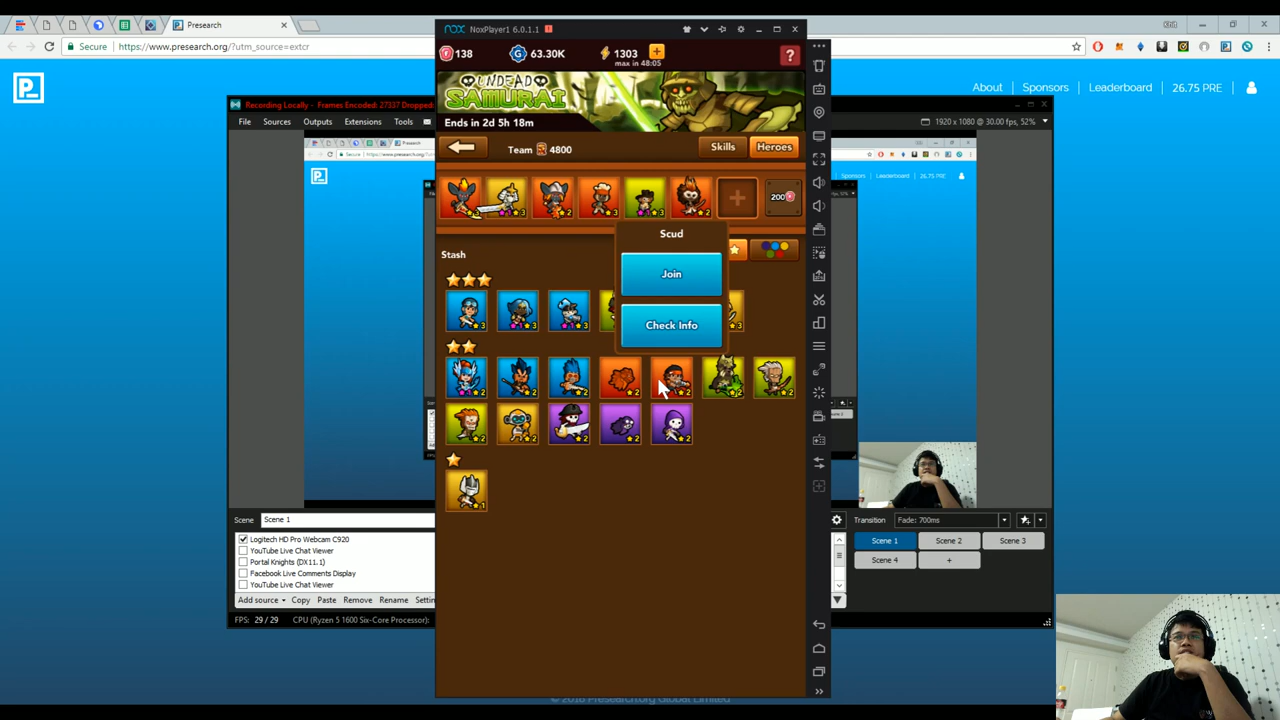 Presearch
Secure
https://www.presearch.org/?utm_source=extcr
About
Sponsors
Leaderboard
26.75 PRE
NoxPlayer1 6.0.1.1
138
63.30K
1303
max in 48:05
?
UNDEAD
SAMURAI
Ends in 2d 5h 18m
Team
4800
Skills
Heroes
200
Scud
Join
Check Info
Stash
Recording Locally - Frames Encoded: 27337 Dropped:
File
Sources
Outputs
Extensions
Tools
1920 x 1080 @ 30.00 fps, 52%
Sponsors
Leaderboard
26.95 PRE
Scene
Scene 1
Logitech HD Pro Webcam C920
YouTube Live Chat Viewer
Portal Knights (DX11.1)
Facebook Live Comments Display
YouTube Live Chat Viewer
Add source
Copy
Paste
Remove
Rename
FPS: 29 / 29
CPU (Ryzen 5 1600 Six-Core Processor):
Transition
Fade: 700ms
Scene 1
Scene 2
Scene 3
Scene 4
+
© 2018 Presearch.org Global Limited